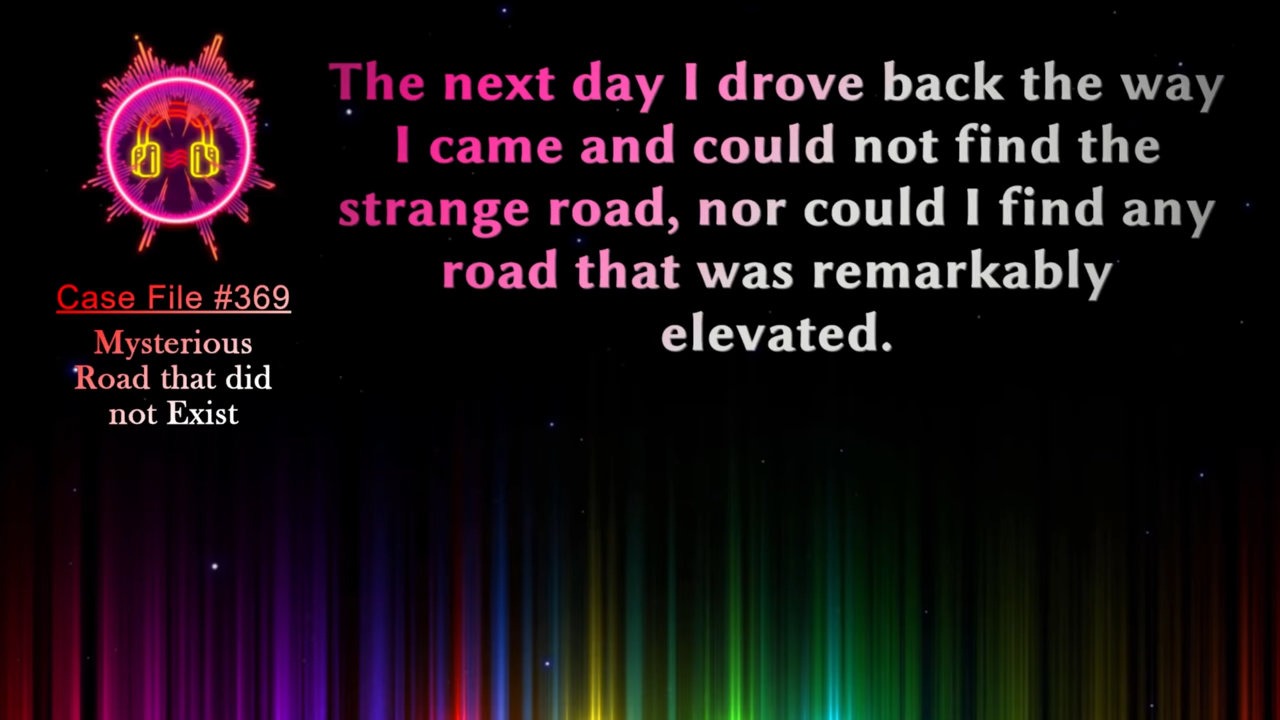 Case File #369
Mysterious
Road that did
not Exist
The next day I drove back the way
I came and could not find the
strange road, nor could I find any
road that was remarkably
elevated.